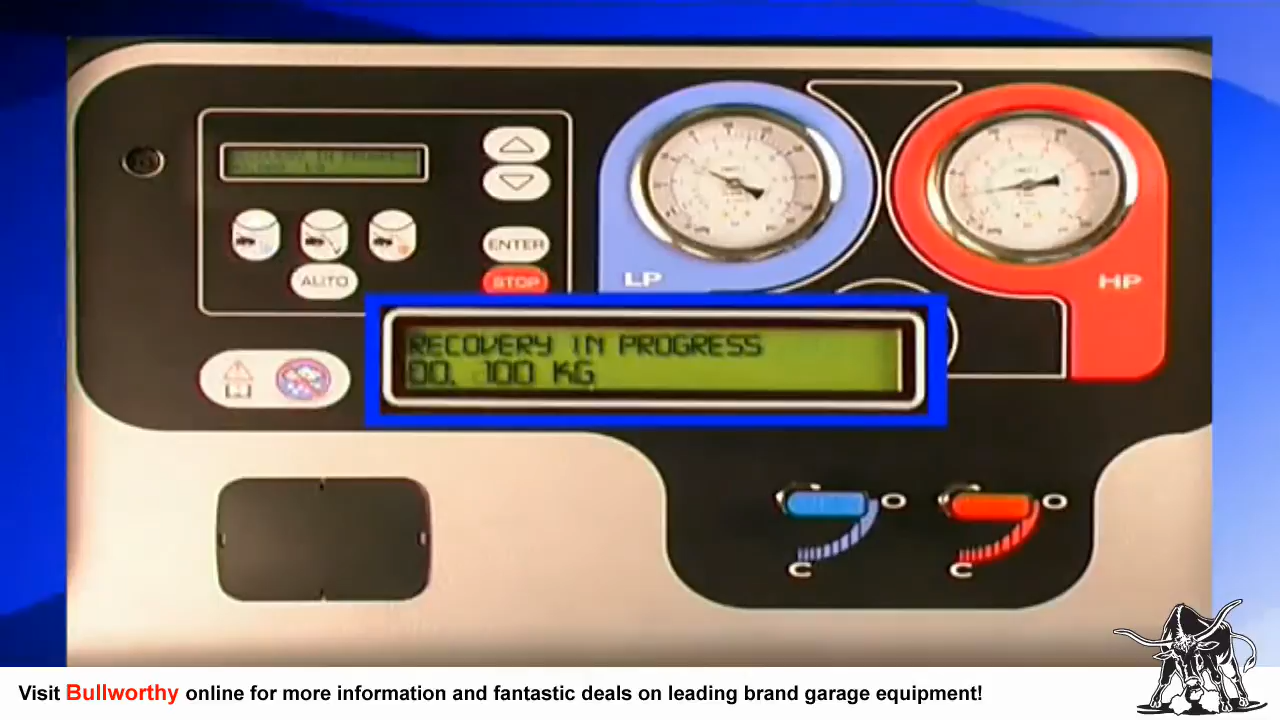 ENTER
AUTO
STOP
LP
HP
RECOVERY IN PROGRESS
00. 100 KG
O
O
C
C
Visit Bullworthy online for more information and fantastic deals on leading brand garage equipment!